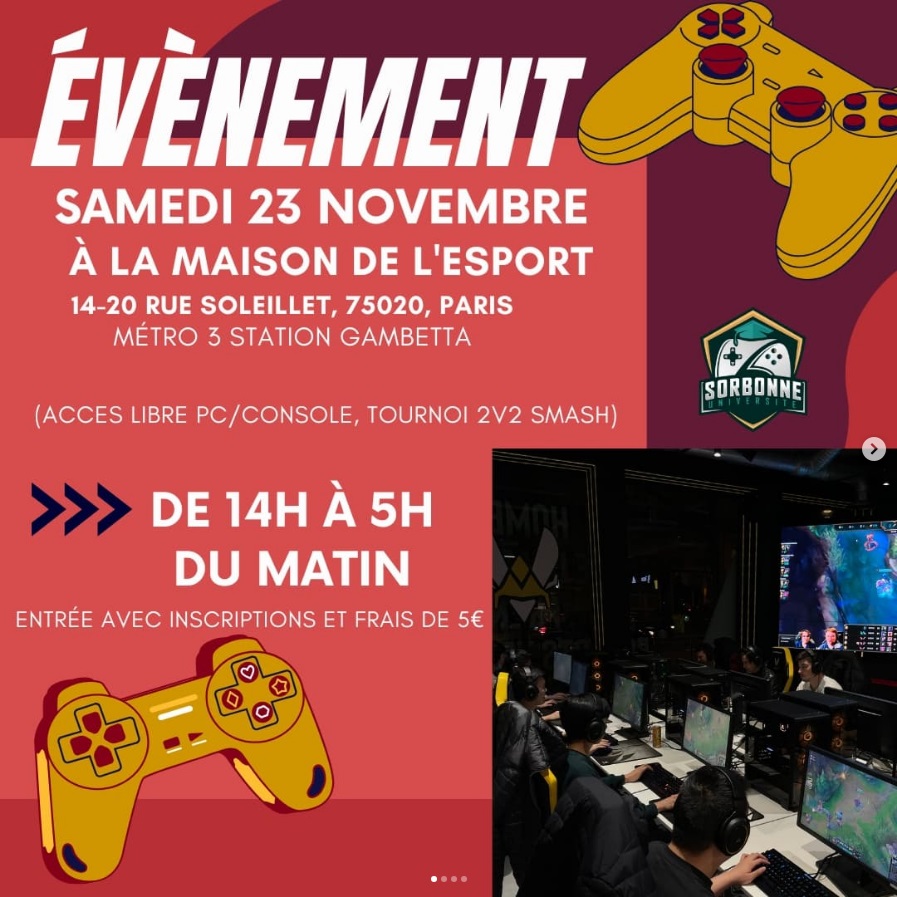 ÉVÈNEMENT
SAMEDI 23 NOVEMBRE
À LA MAISON DE L'ESPORT
14-20 RUE SOLEILLET, 75020, PARIS
MÉTRO 3 STATION GAMBETTA
SORBONNE
UNIVERSITÉ
(ACCES LIBRE PC/CONSOLE, TOURNOI 2V2 SMASH)
DE 14H À 5H
DU MATIN
ENTRÉE AVEC INSCRIPTIONS ET FRAIS DE 5€